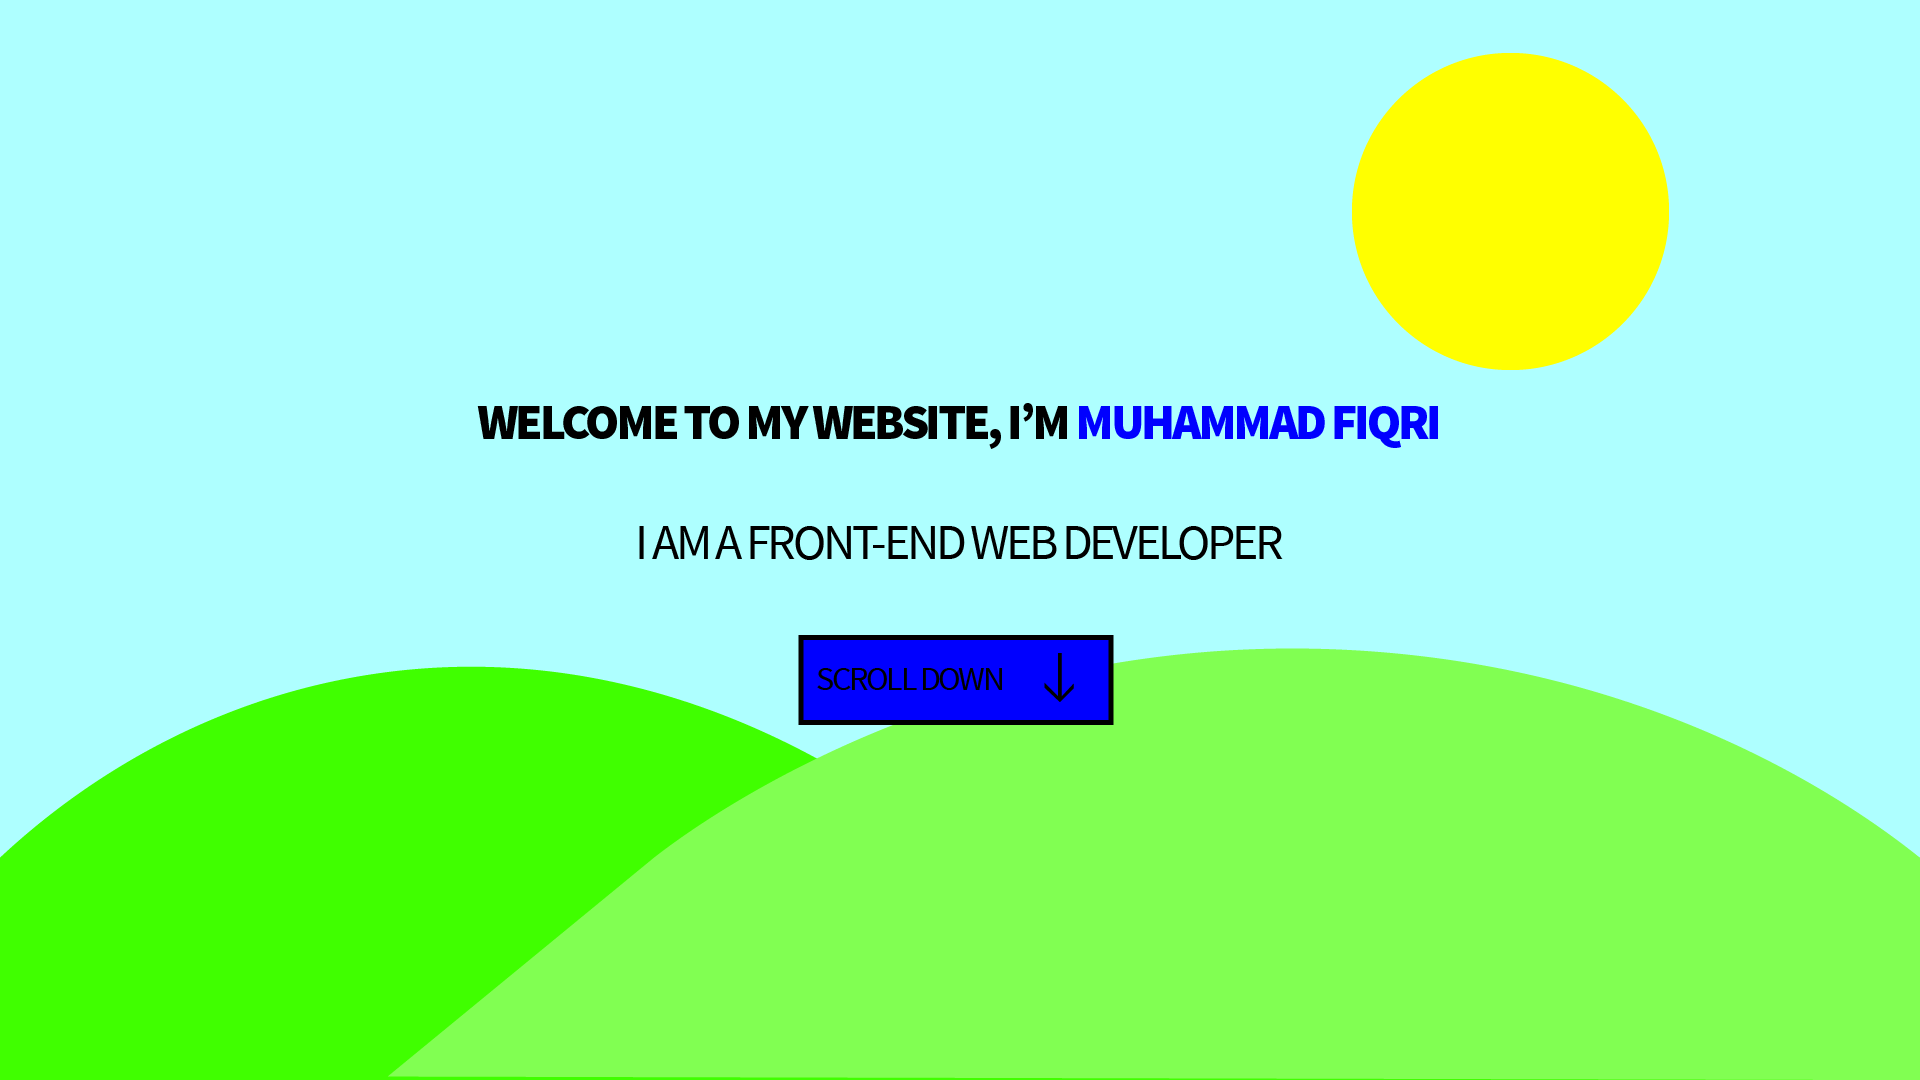 WELCOME TO MY WEBSITE, I’M MUHAMMAD FIQRI
I AM A FRONT-END WEB DEVELOPER
SCROLL DOWN